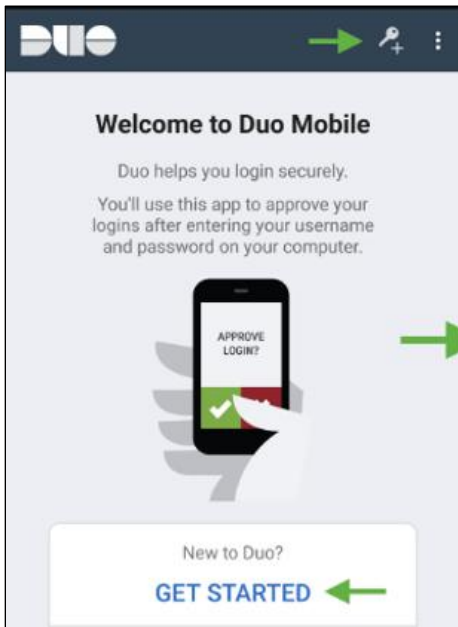 DUO
Welcome to Duo Mobile
Duo helps you login securely.
You'll use this app to approve your
logins after entering your username
and password on your computer.
APPROVE
LOGIN?
New to Duo?
GET STARTED